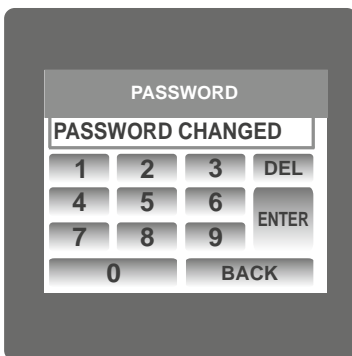 PASSWORD
PASSWORD CHANGED
1 2 3 DEL
4 5 6 ENTER
7 8 9
0 BACK